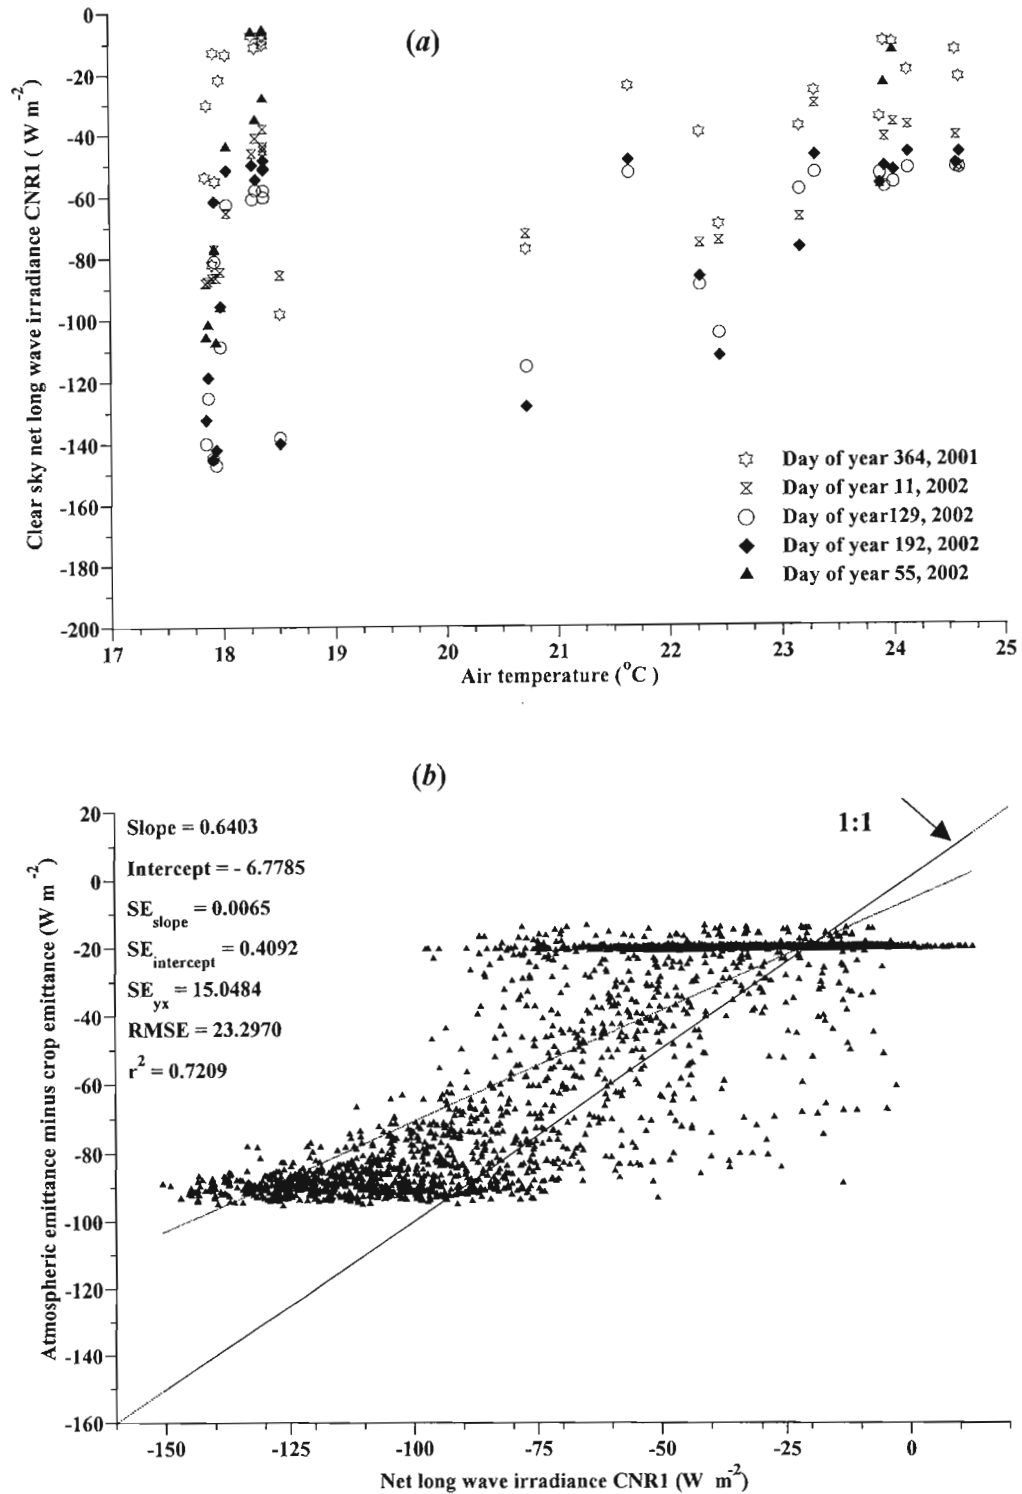 (a)
Clear sky net long wave irradiance CNR1 ( W m-2)
0
-20
-40
-60
-80
-100
-120
-140
-160
-180
-200
Day of year 364, 2001
Day of year 11, 2002
Day of year129, 2002
Day of year 192, 2002
Day of year 55, 2002
17 18 19 20 21 22 23 24 25
Air temperature (oC )
(b)
Atmospheric emittance minus crop emittance (W m-2)
20
0
-20
-40
-60
-80
-100
-120
-140
-160
Slope = 0.6403
Intercept = - 6.7785
SEslope = 0.0065
SEintercept = 0.4092
SEyx = 15.0484
RMSE = 23.2970
r2 = 0.7209
1:1
-150 -125 -100 -75 -50 -25 0
Net long wave irradiance CNR1 (W m-2)